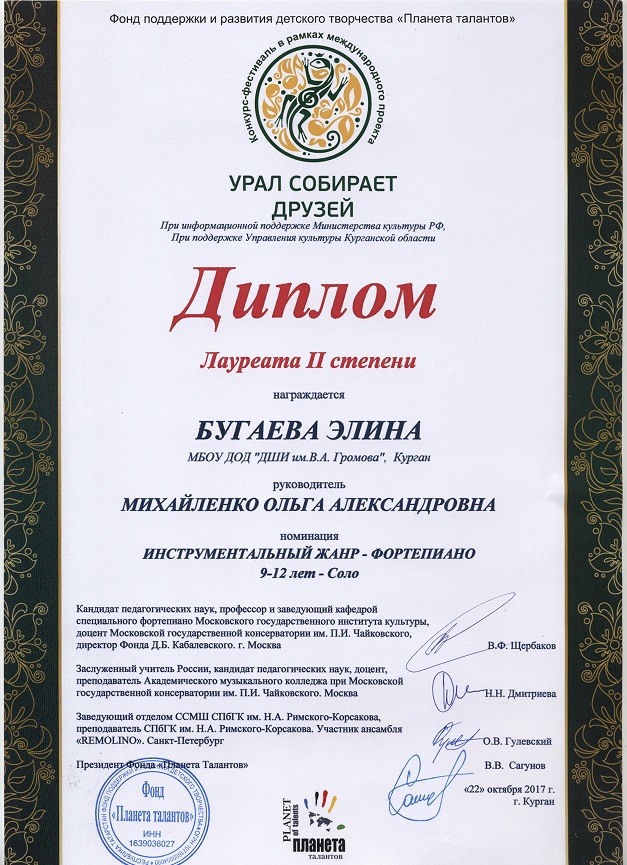 Фонд поддержки и развития детского творчества «Планета талантов»
Конкурс-фестиваль в рамках международного проекта
УРАЛ СОБИРАЕТ
ДРУЗЕЙ
При информационной поддержке Министерства культуры РФ,
При поддержке Управления культуры Курганской области
Диплом
Лауреата II степени
награждается
БУГАЕВА ЭЛИНА
МБОУ ДОД "ДШИ им.В.А. Громова", Курган
руководитель
МИХАЙЛЕНКО ОЛЬГА АЛЕКСАНДРОВНА
номинация
ИНСТРУМЕНТАЛЬНЫЙ ЖАНР - ФОРТЕПИАНО
9-12 лет - Соло
Кандидат педагогических наук, профессор и заведующий кафедрой
специального фортепиано Московского государственного института культуры,
доцент Московской государственной консерватории им. П.И. Чайковского,
директор Фонда Д.Б. Кабалевского. г. Москва
В.Ф. Щербаков
Заслуженный учитель России, кандидат педагогических наук, доцент,
преподаватель Академического музыкального колледжа при Московской
государственной консерватории им. П.И. Чайковского. Москва
Н.Н. Дмитриева
Заведующий отделом ССМШ СПбГК им. Н.А. Римского-Корсакова,
преподаватель СПбГК им. Н.А. Римского-Корсакова. Участник ансамбля
«REMOLINO». Санкт-Петербург
О.В. Гулевский
Президент Фонда «Планета Талантов»
В.В. Сагунов
«22» октября 2017 г.
г. Курган
Фонд
«Планета талантов»
ИНН
1639036027
PLANET
of talents
планета
талантов